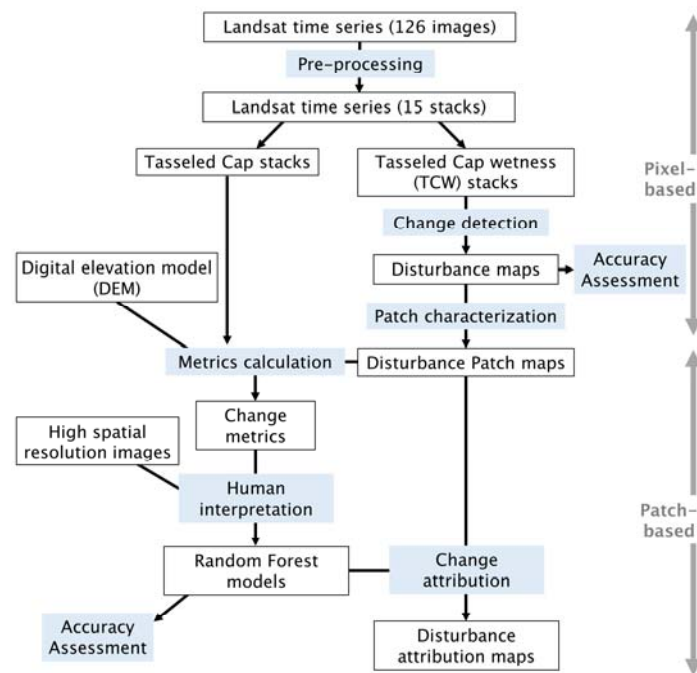 Landsat time series (126 images)
Pre-processing
Landsat time series (15 stacks)
Tasseled Cap stacks
Tasseled Cap wetness
(TCW) stacks
Pixel-
based
Change detection
Digital elevation model
(DEM)
Disturbance maps
Accuracy
Assessment
Patch characterization
Metrics calculation
Disturbance Patch maps
Change
metrics
High spatial
resolution images
Human
interpretation
Patch-
based
Random Forest
models
Change
attribution
Accuracy
Assessment
Disturbance
attribution maps